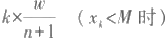 k×w/(n+1) （x_k<M 时）